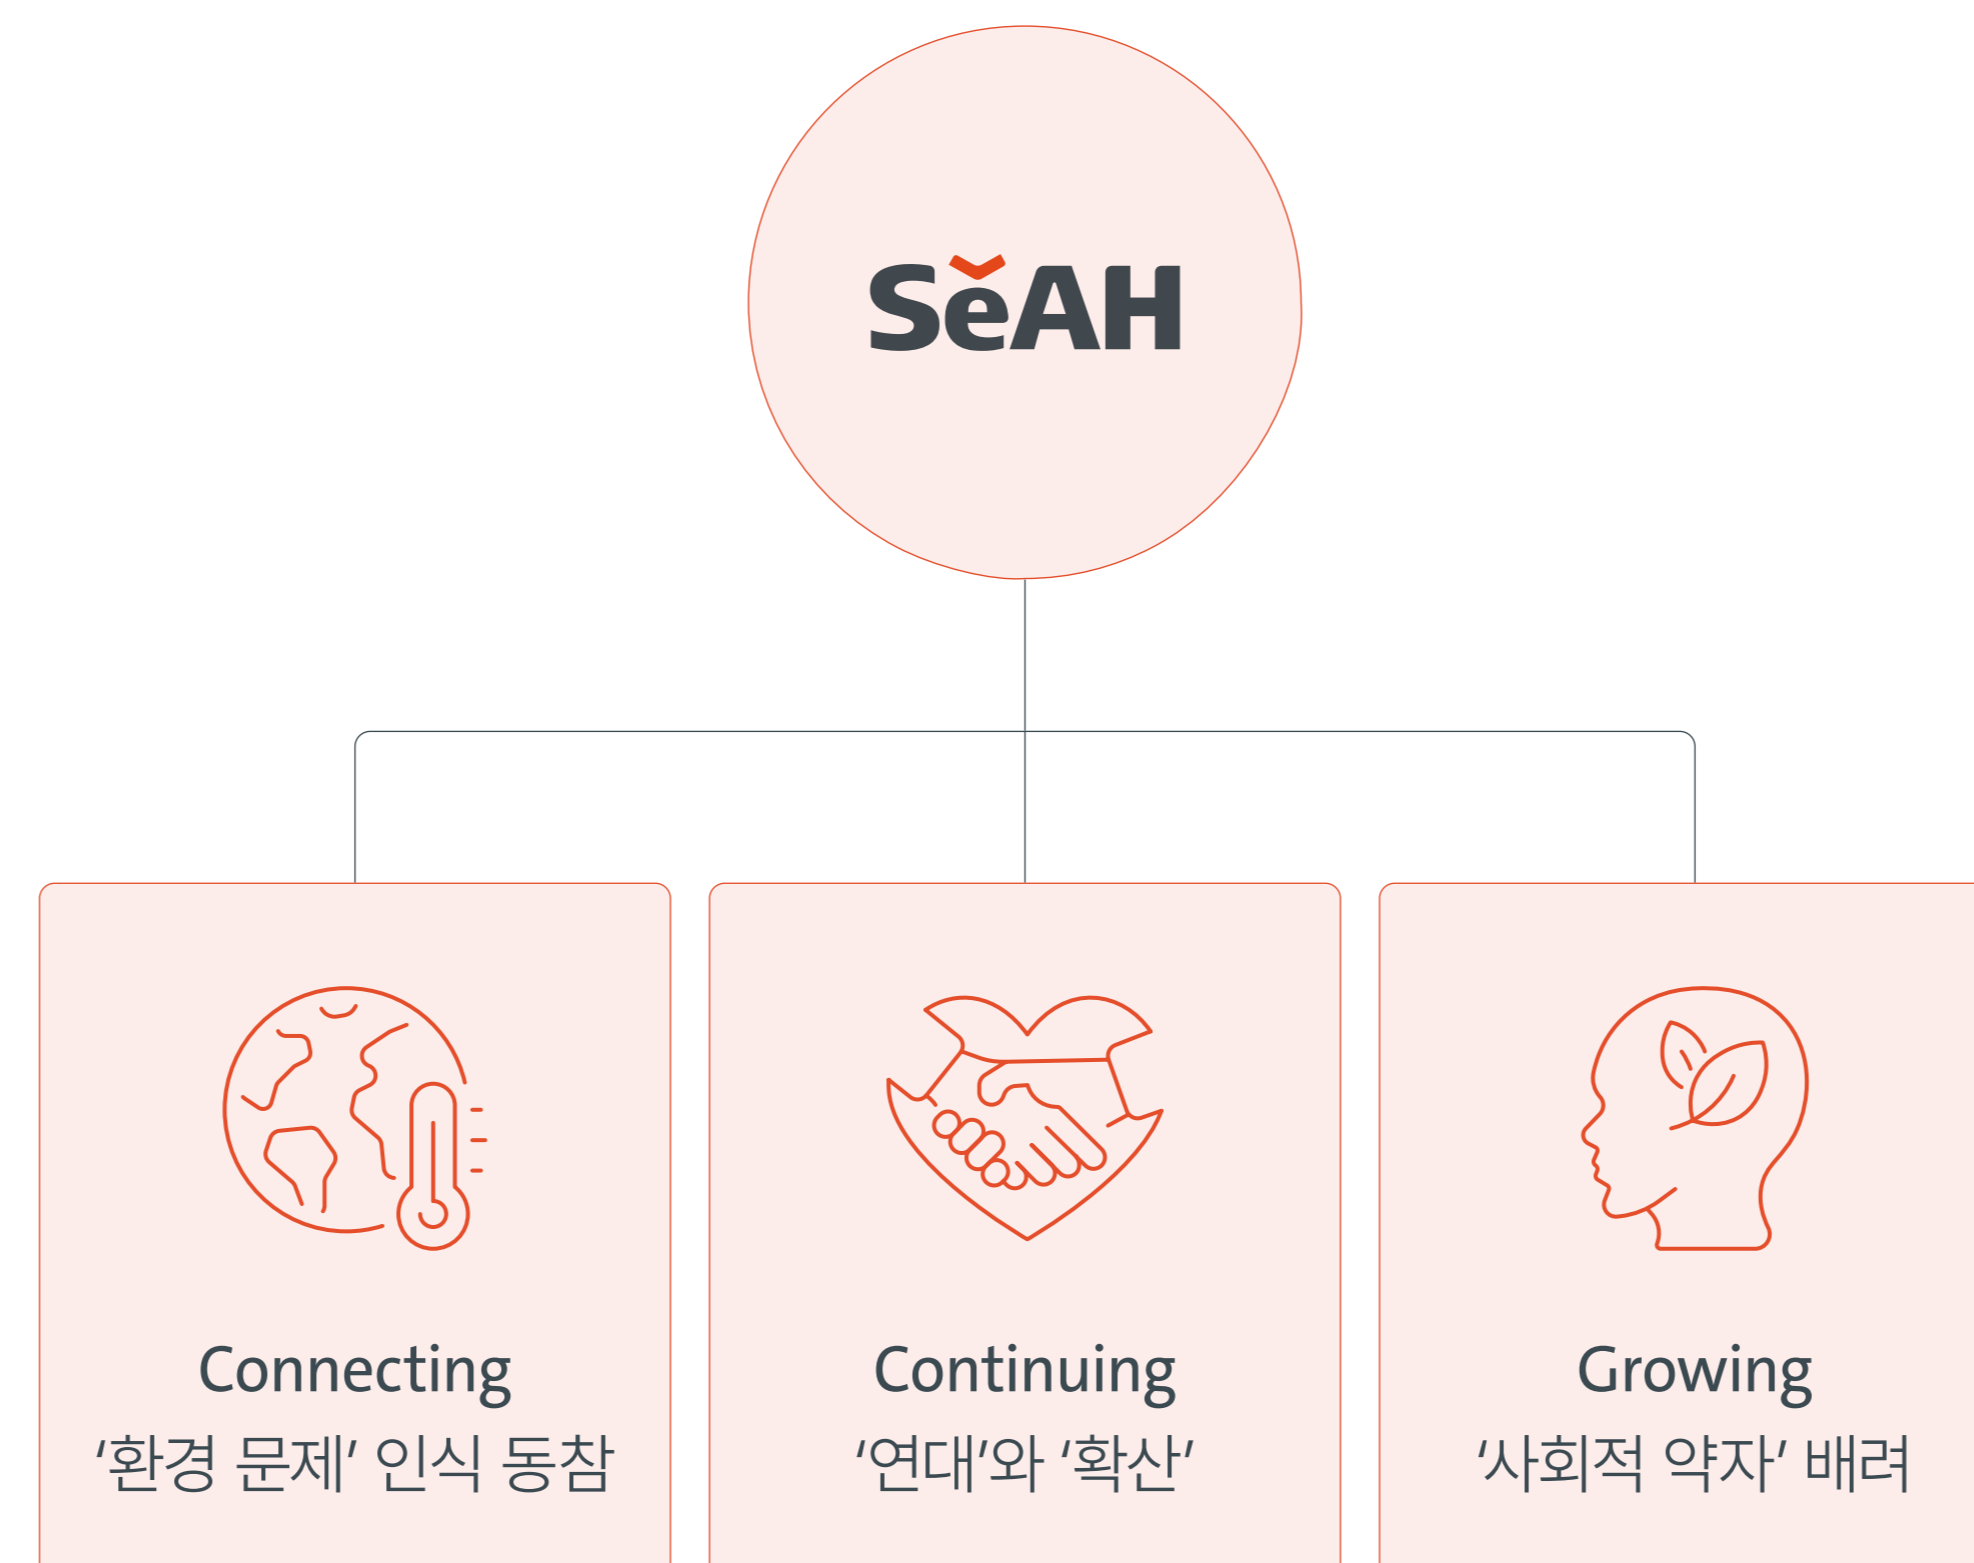 SeAH
Connecting
‘환경 문제’ 인식 동참
Continuing
‘연대’와 ‘확산’
Growing
‘사회적 약자’ 배려